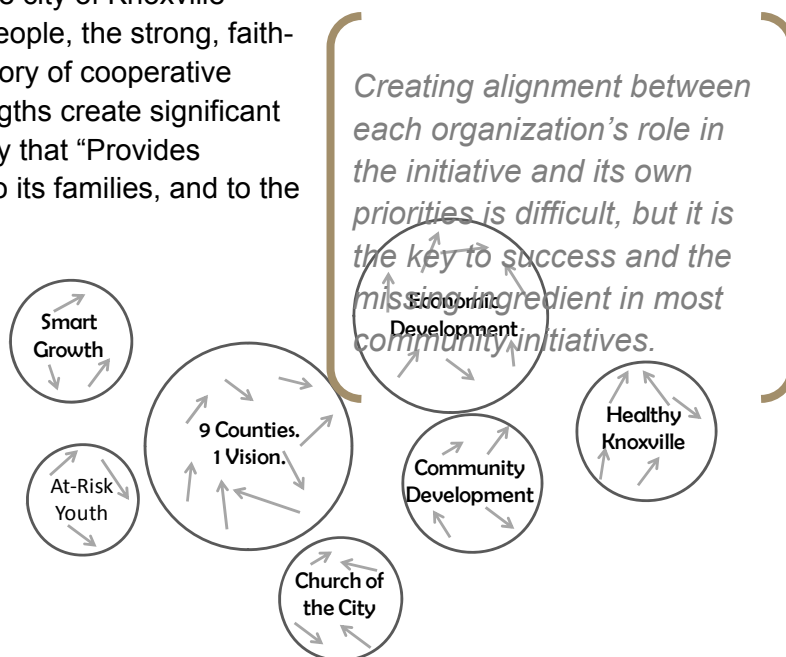 e city of Knoxville
eople, the strong, faith-
ory of cooperative
gths create significant
y that “Provides
o its families, and to the
Creating alignment between
each organization’s role in
the initiative and its own
priorities is difficult, but it is
the key to success and the
missing ingredient in most
community initiatives.
Economic
Development
Smart
Growth
9 Counties.
1 Vision.
Healthy
Knoxville
At-Risk
Youth
Community
Development
Church of
the City